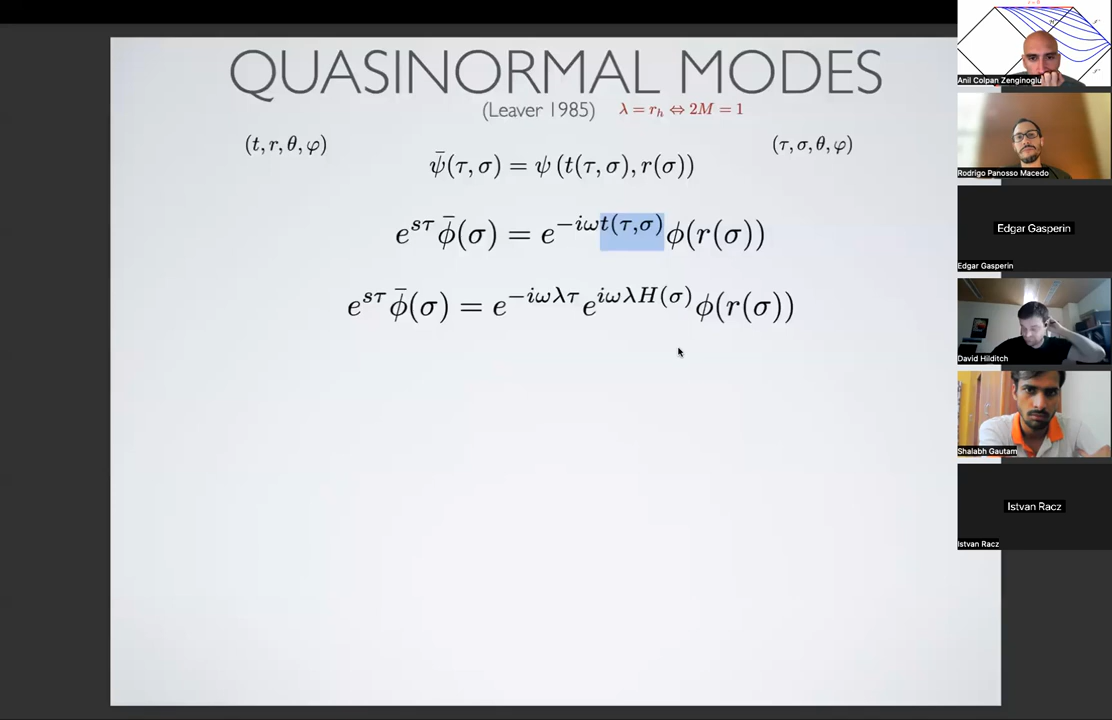 QUASINORMAL MODES
(Leaver 1985) λ = r_h ⇔ 2M = 1
(t, r, θ, φ) (τ, σ, θ, φ)
ψ̄(τ, σ) = ψ (t(τ, σ), r(σ))
e^{sτ} ϕ̄(σ) = e^{−iωt(τ,σ)} ϕ(r(σ))
e^{sτ} ϕ̄(σ) = e^{−iωλτ} e^{iωλH(σ)} ϕ(r(σ))
Anil Colpan Zenginoglu
Rodrigo Panosso Macedo
Edgar Gasperin
Edgar Gasperin
David Hilditch
Shalabh Gautam
Istvan Racz
Istvan Racz